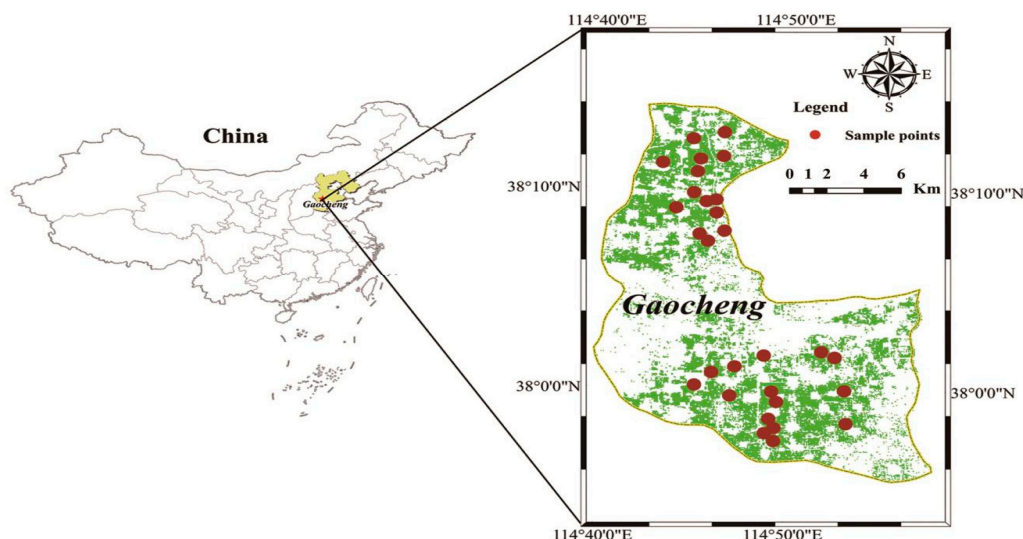 114°40'0"E 114°50'0"E
N
W E
S
Legend
Sample points
0 1 2 4 6
Km
China
Gaocheng
38°10'0"N 38°10'0"N
Gaocheng
38°0'0"N 38°0'0"N
114°40'0"E 114°50'0"E